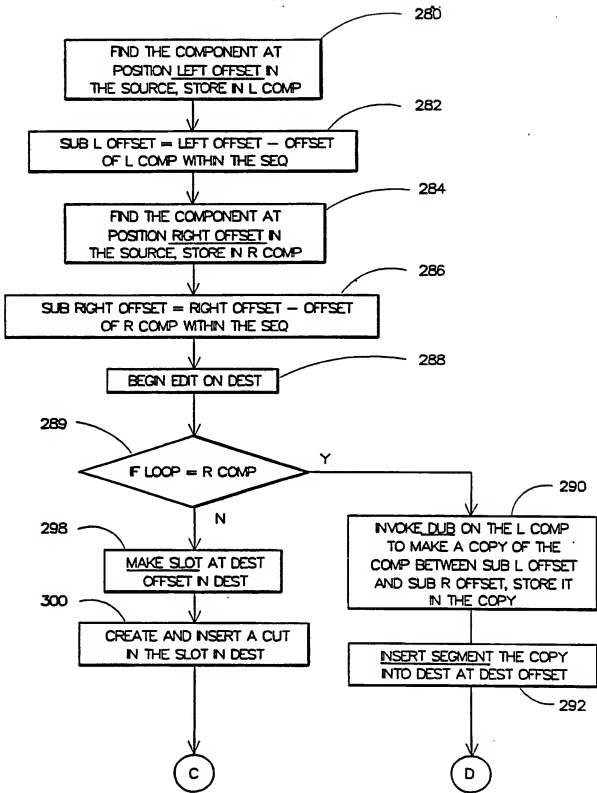 280
FIND THE COMPONENT AT
POSITION LEFT OFFSET IN
THE SOURCE, STORE IN L COMP
282
SUB L OFFSET = LEFT OFFSET - OFFSET
OF L COMP WITHIN THE SEQ
284
FIND THE COMPONENT AT
POSITION RIGHT OFFSET IN
THE SOURCE, STORE IN R COMP
286
SUB RIGHT OFFSET = RIGHT OFFSET - OFFSET
OF R COMP WITHIN THE SEQ
288
BEGIN EDIT ON DEST
289
IF LOOP = R COMP
Y
N
290
INVOKE DUB ON THE L COMP
TO MAKE A COPY OF THE
COMP BETWEEN SUB L OFFSET
AND SUB R OFFSET, STORE IT
IN THE COPY
298
MAKE SLOT AT DEST
OFFSET IN DEST
300
CREATE AND INSERT A CUT
IN THE SLOT IN DEST
INSERT SEGMENT THE COPY
INTO DEST AT DEST OFFSET
292
C
D